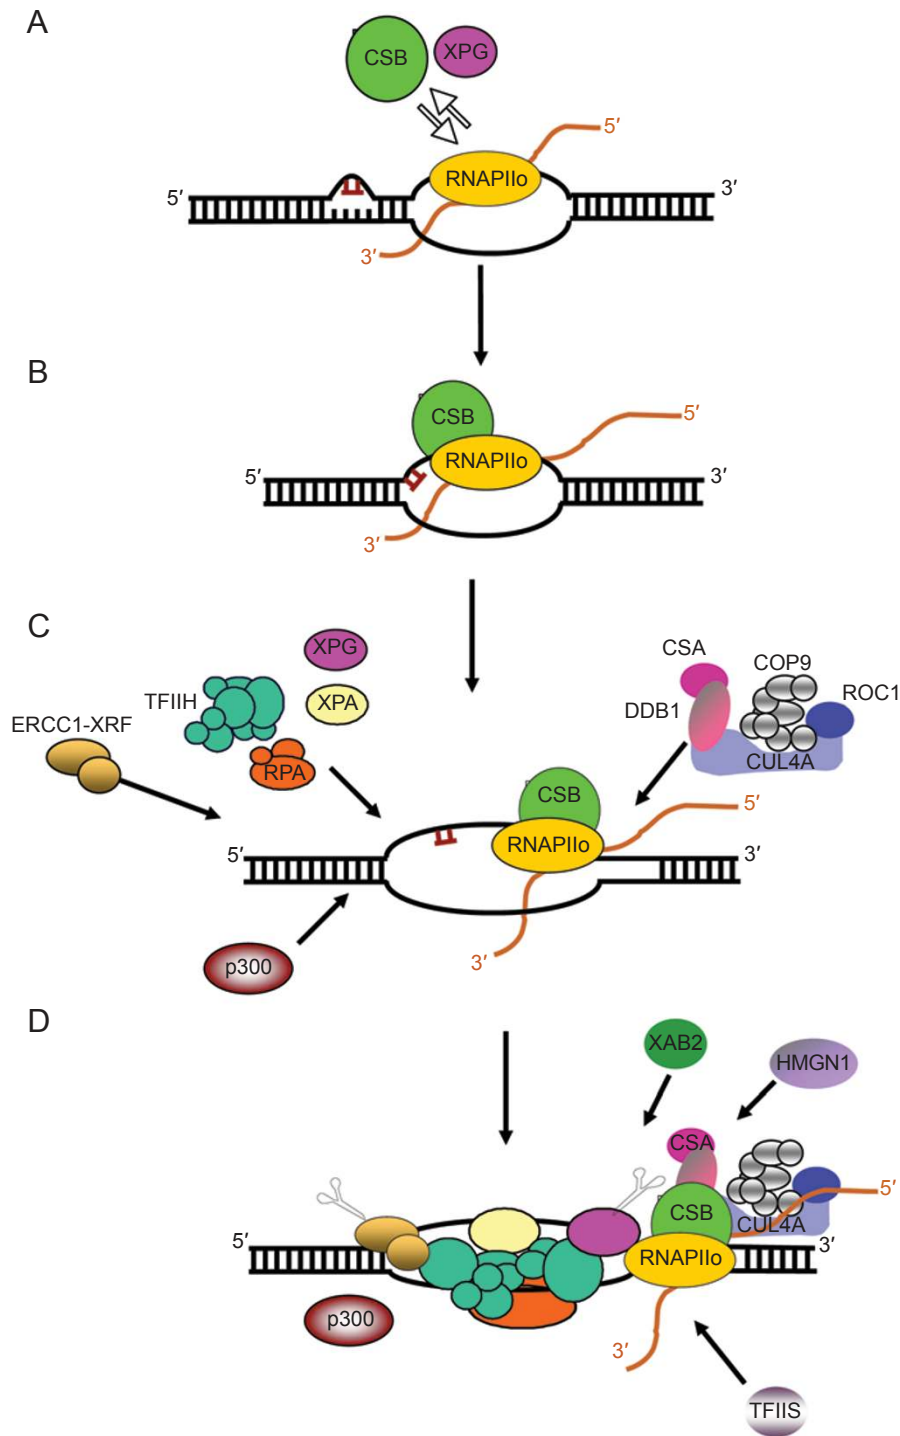 A
CSB
XPG
5′
RNAPIIo
5′
3′
3′
B
CSB
5′
RNAPIIo
5′
3′
3′
C
XPG
CSA
COP9
TFIIH
XPA
ROC1
DDB1
ERCC1-XRF
RPA
CUL4A
CSB
5′
RNAPIIo
5′
3′
p300
3′
D
XAB2
HMGN1
CSA
5′
CSB
CUL4A
5′
3′
RNAPIIo
p300
3′
TFIIS